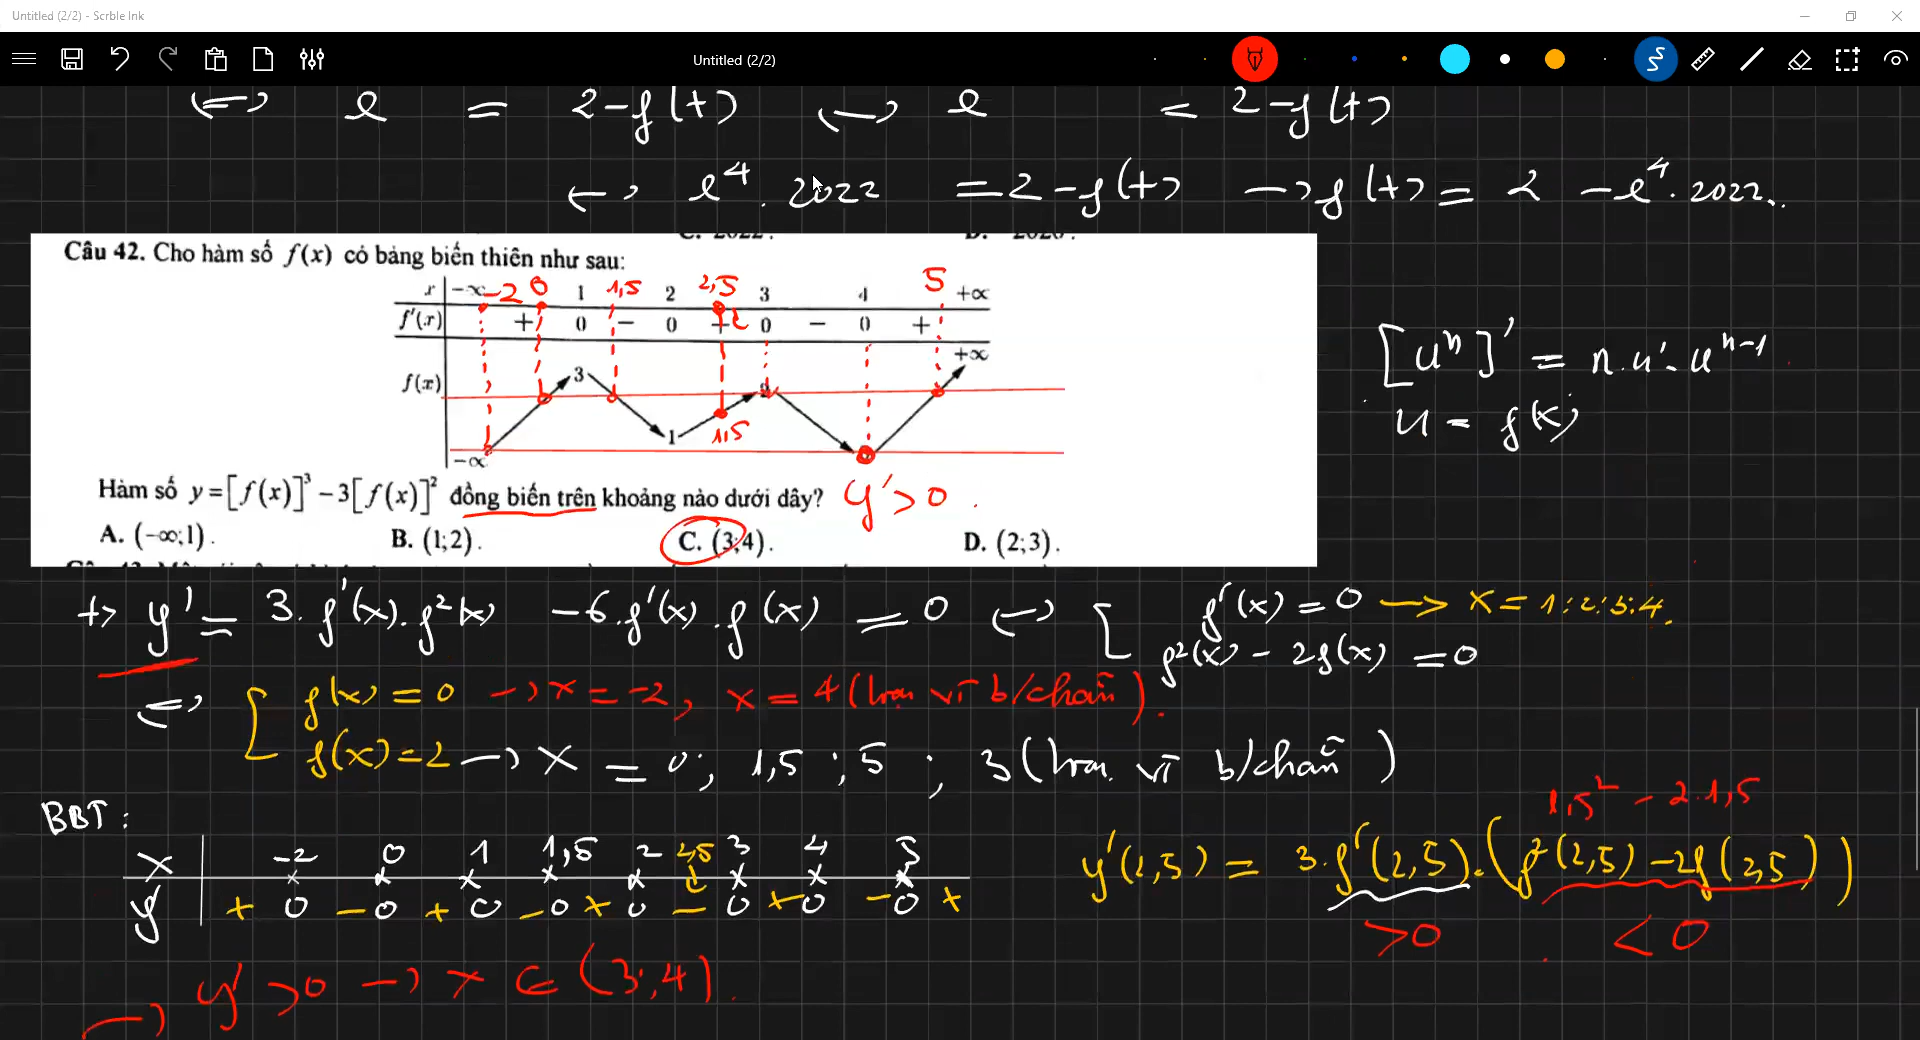 Untitled (2/2) - Scrble Ink
Untitled (2/2)
⟺ e = 2-f(t) ⟺ e = 2-f(t)
⟺ e⁴.2022 = 2-f(t) → f(t) = 2 - e⁴.2022.
Câu 42. Cho hàm số f(x) có bảng biến thiên như sau:
x -∞ -2 0 1 1,5 2 2,5 3 4 5 +∞
f'(x) + 0 - 0 + 0 - 0 +
+∞
f(x) 3
1 1,5
-∞
Hàm số y=[f(x)]³-3[f(x)]² đồng biến trên khoảng nào dưới đây? y'>0.
A. (-∞;1). B. (1;2). C. (3;4). D. (2;3).
[uⁿ]' = n.u'.uⁿ⁻¹
u = f(x)
+> y' = 3.f'(x).f²(x) -6.f'(x).f(x) = 0 ⟺ [ f'(x) = 0 → x = 1;2;3;4.
f²(x) - 2f(x) = 0
⟺ [ f(x) = 0 → x = -2, x = 4 (loại vì b/chẵn).
f(x) = 2 → x = 0; 1,5; 5; 3 (loại vì b/chẵn)
BBT:
x -2 0 1 1,5 2 2,5 3 4 5
y' + 0 - 0 + 0 - 0 + 0 - 0 + 0 - 0 +
1,5² - 2.1,5
y'(2,5) = 3.f'(2,5).(f²(2,5) - 2f(2,5))
>0 <0
→ y' >0 → x ∈ (3;4).